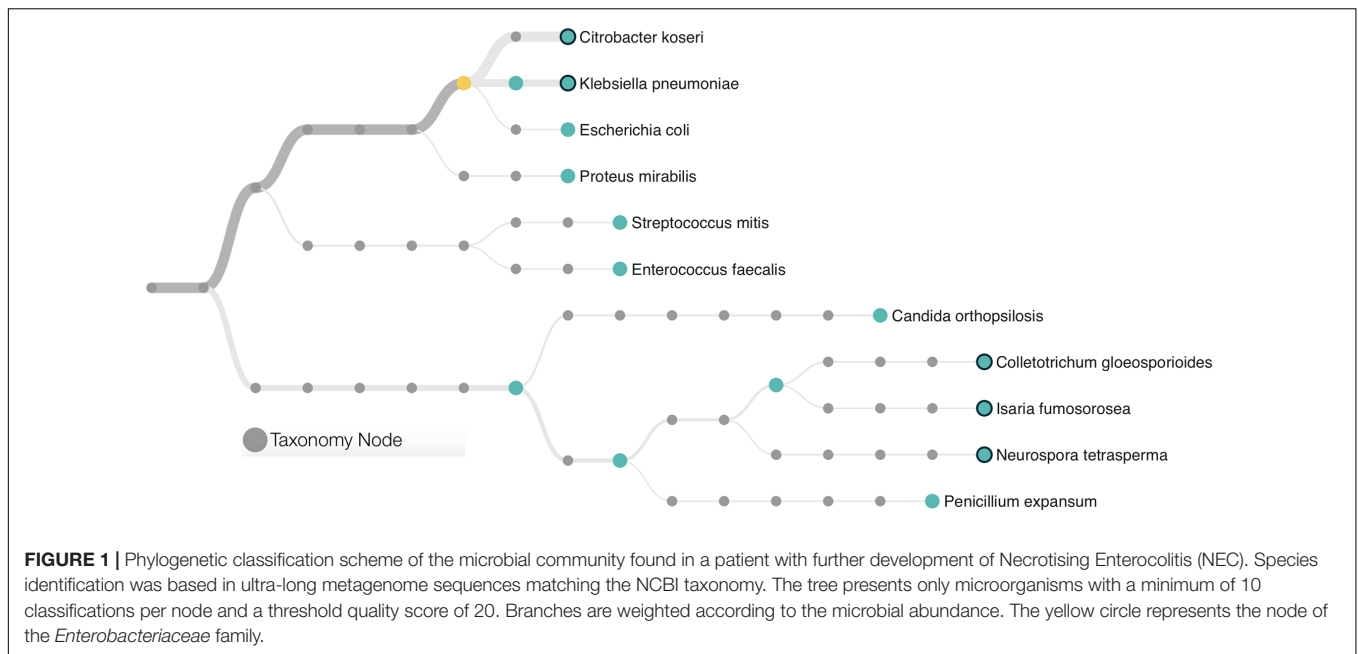 Citrobacter koseri
Klebsiella pneumoniae
Escherichia coli
Proteus mirabilis
Streptococcus mitis
Enterococcus faecalis
Candida orthopsilosis
Colletotrichum gloeosporioides
Isaria fumosorosea
Taxonomy Node
Neurospora tetrasperma
Penicillium expansum
FIGURE 1 | Phylogenetic classification scheme of the microbial community found in a patient with further development of Necrotising Enterocolitis (NEC). Species
identification was based in ultra-long metagenome sequences matching the NCBI taxonomy. The tree presents only microorganisms with a minimum of 10
classifications per node and a threshold quality score of 20. Branches are weighted according to the microbial abundance. The yellow circle represents the node of
the Enterobacteriaceae family.